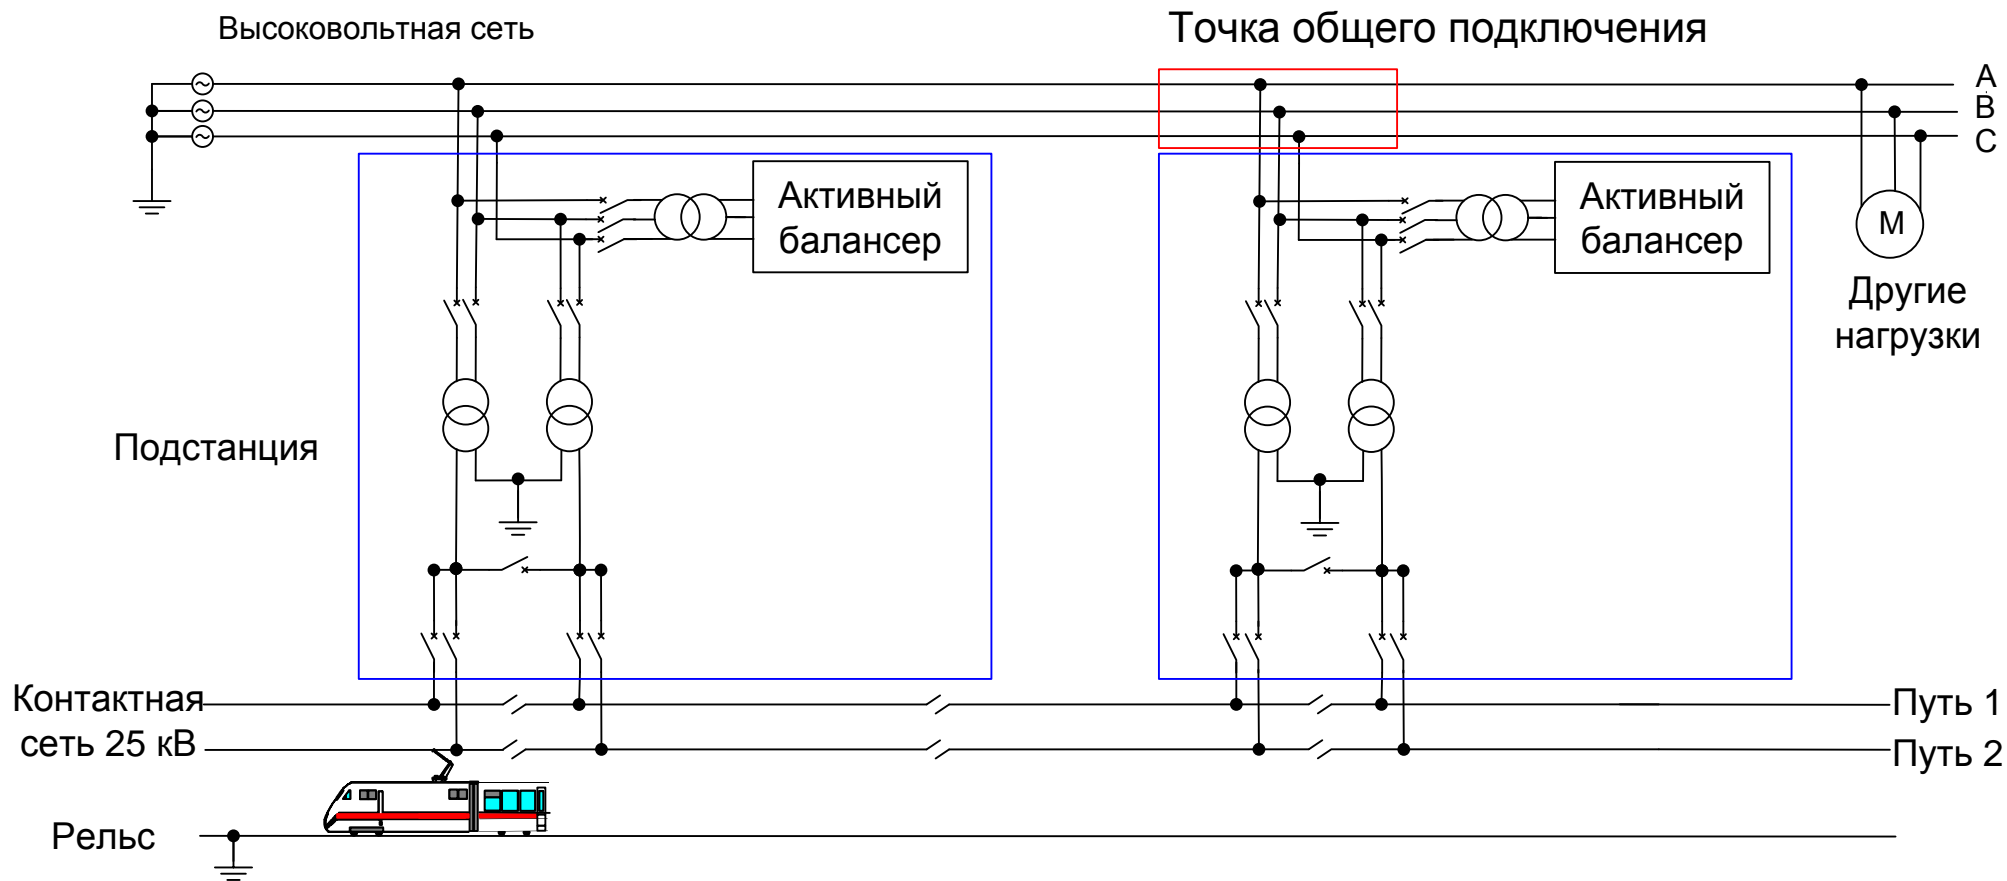 Высоковольтная сеть
Точка общего подключения
A
B
C
Активный
балансер
Активный
балансер
M
Другие
нагрузки
Подстанция
Контактная
сеть 25 кВ
Путь 1
Путь 2
Рельс